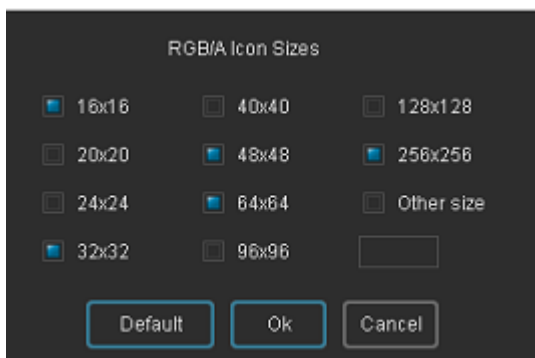 RGB/A Icon Sizes
16x16
40x40
128x128
20x20
48x48
256x256
24x24
64x64
Other size
32x32
96x96
Default
Ok
Cancel